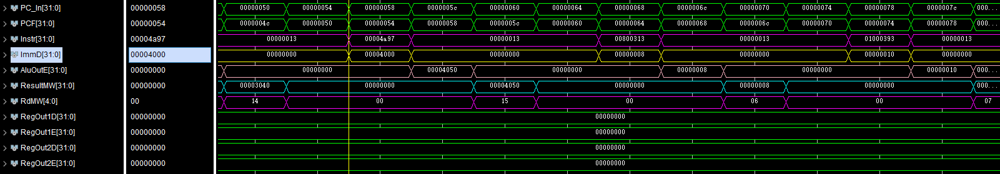 PC_In[31:0] 00000058 00000050 00000054 00000058 0000005c 00000060 00000064 00000068 0000006c 00000070 00000074 00000078 0000007c 000...
PCF[31:0] 00000054 0000004c 00000050 00000054 00000058 0000005c 00000060 00000064 00000068 0000006c 00000070 00000074 00000078 000...
Instr[31:0] 00004a97 00000013 00004a97 00000013 00800313 00000013 01000393 00000013
ImmD[31:0] 00004000 00000000 00004000 00000000 00000008 00000000 00000010 00000000
AluOutE[31:0] 00000000 00000000 00004050 00000000 00000008 00000000 00000010 000...
ResultMW[31:0] 00000000 00003040 00000000 00004050 00000000 00000008 00000000 000...
RdMW[4:0] 00 14 00 15 00 06 00 07
RegOut1D[31:0] 00000000 00000000
RegOut1E[31:0] 00000000 00000000
RegOut2D[31:0] 00000000 00000000
RegOut2E[31:0] 00000000 00000000